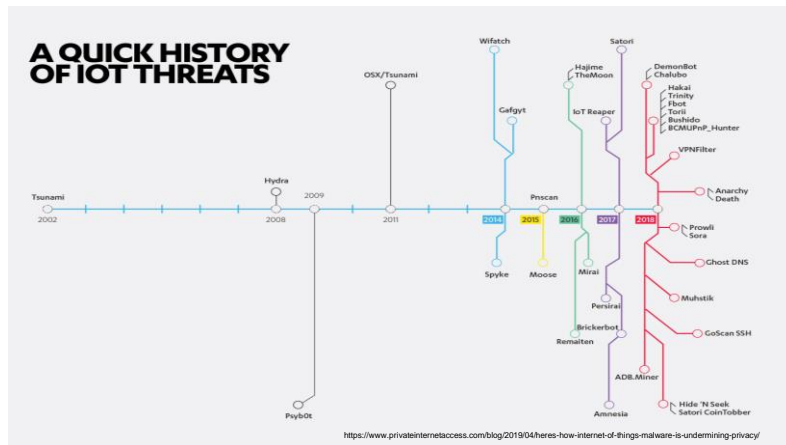 A QUICK HISTORY
OF IOT THREATS
Wifatch
Satori
Hajime
TheMoon
DemonBot
Chalubo
OSX/Tsunami
Hakai
Trinity
Fbot
Torii
Bushido
BCMUPnP_Hunter
Gafgyt
IoT Reaper
VPNFilter
Hydra
Tsunami
2009
Pnscan
Anarchy
Death
2002
2008
2011
2014
2015
2016
2017
2018
Prowli
Sora
Spyke
Moose
Mirai
Ghost DNS
Persirai
Muhstik
Remaiten
Brickerbot
GoScan SSH
ADB.Miner
Psyb0t
Amnesia
Hide 'N Seek
Satori CoinTobber
https://www.privateinternetaccess.com/blog/2019/04/heres-how-internet-of-things-malware-is-undermining-privacy/